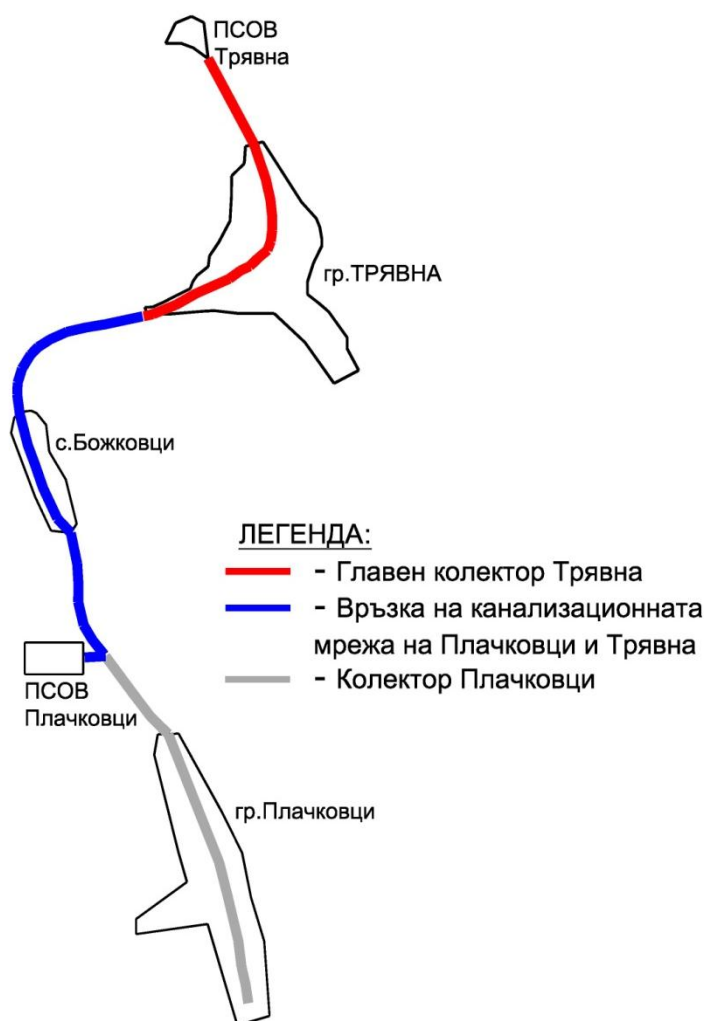 ПСОВ
Трявна
гр.ТРЯВНА
с.Божковци
ЛЕГЕНДА:
- Главен колектор Трявна
- Връзка на канализационната
мрежа на Плачковци и Трявна
- Колектор Плачковци
ПСОВ
Плачковци
гр.Плачковци